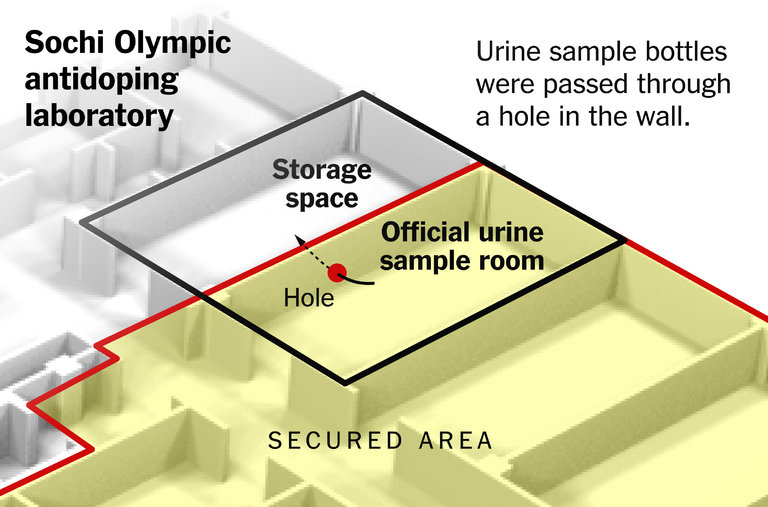 Sochi Olympic
antidoping
laboratory
Urine sample bottles
were passed through
a hole in the wall.
Storage
space
Official urine
sample room
Hole
SECURED AREA